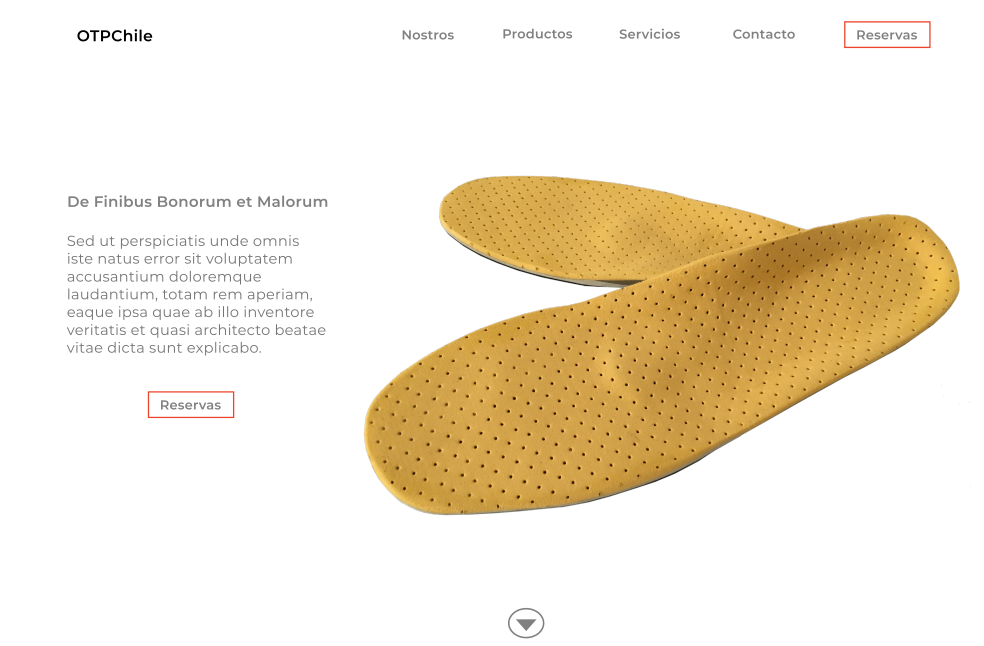 OTPChile
Nostros
Productos
Servicios
Contacto
Reservas
De Finibus Bonorum et Malorum
Sed ut perspiciatis unde omnis
iste natus error sit voluptatem
accusantium doloremque
laudantium, totam rem aperiam,
eaque ipsa quae ab illo inventore
veritatis et quasi architecto beatae
vitae dicta sunt explicabo.
Reservas